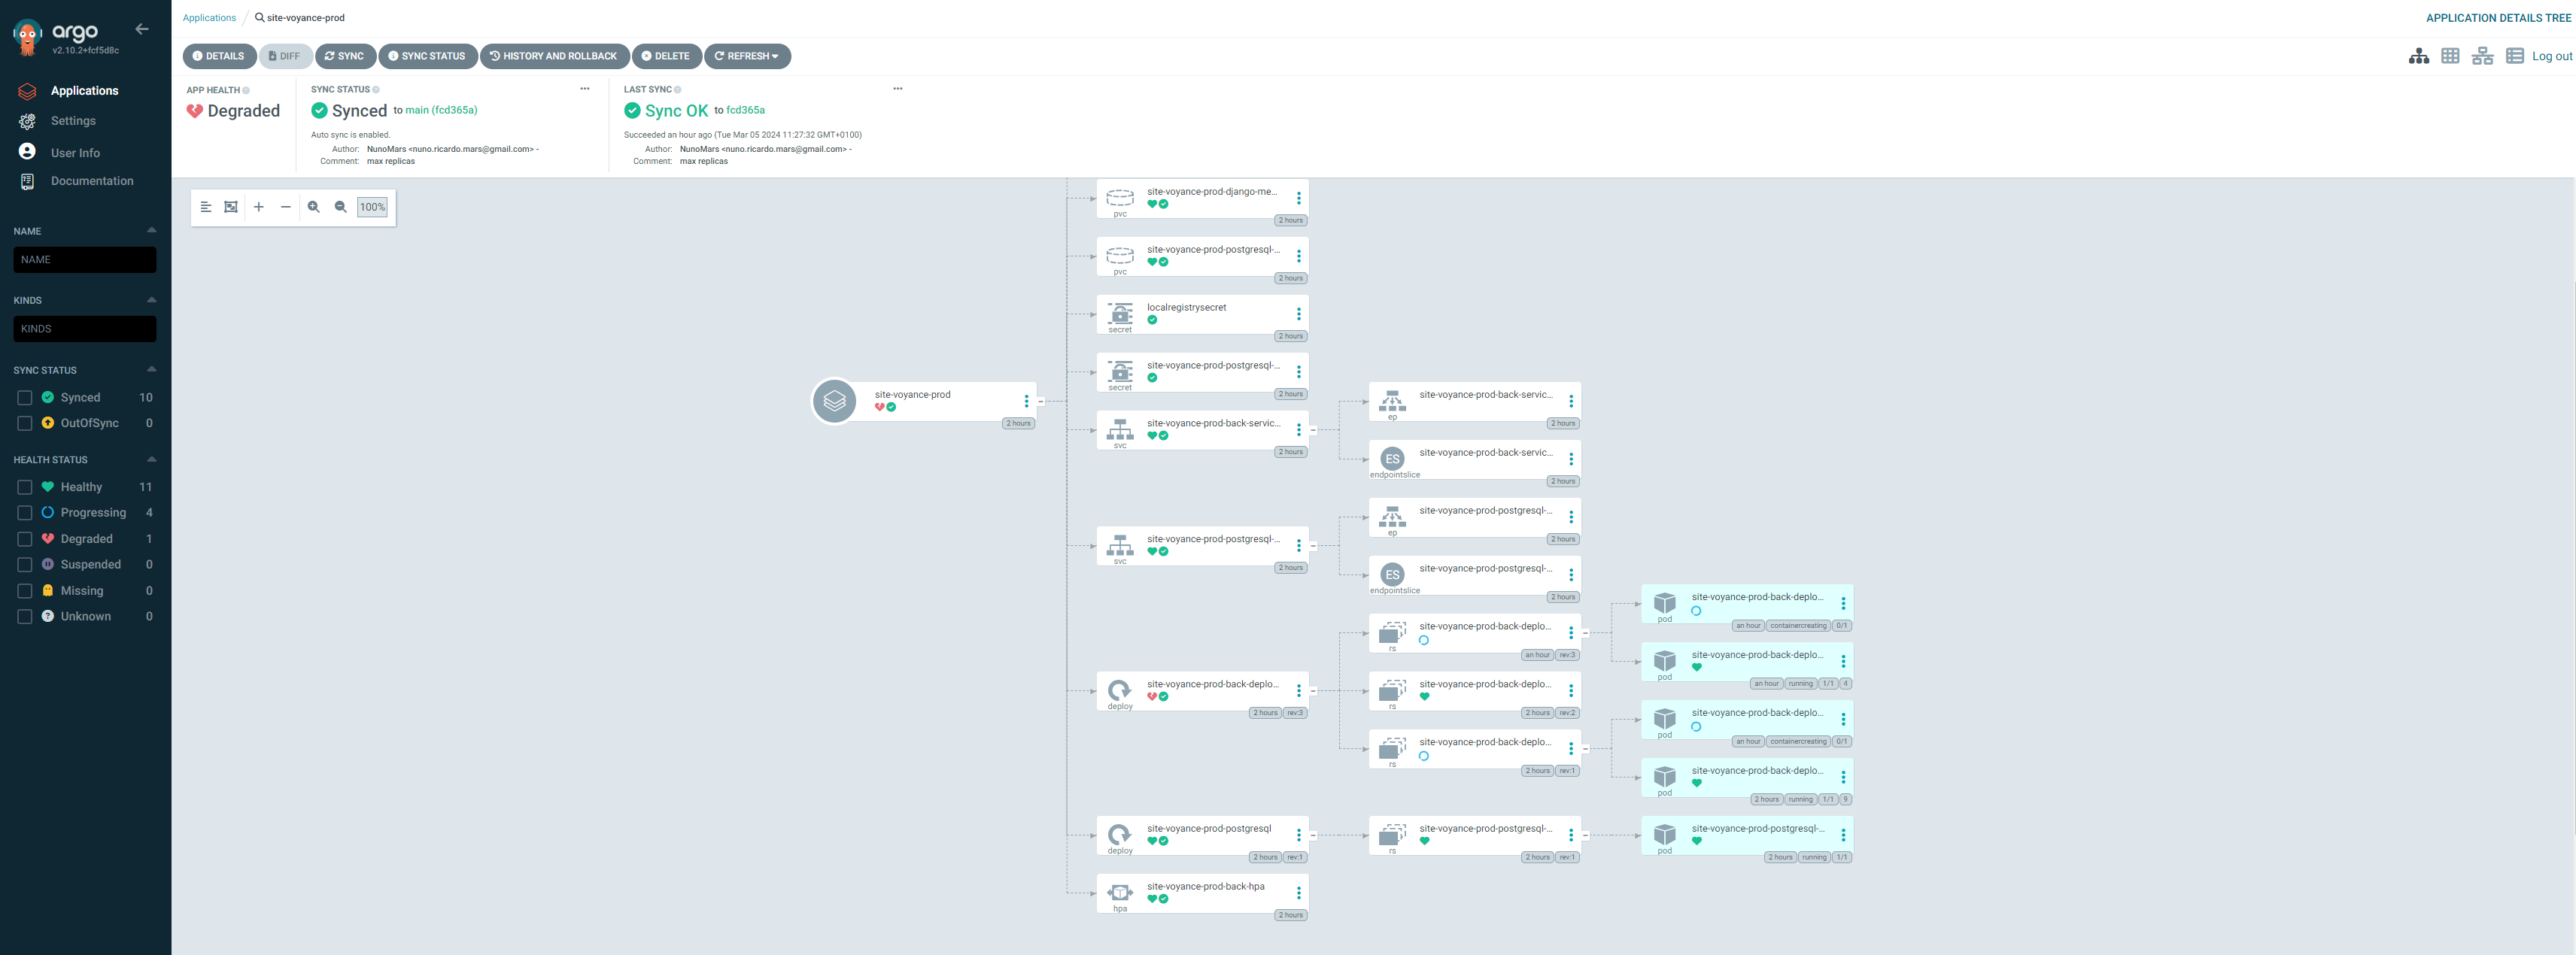 argo
v2.10.2+fcf5d8c
Applications
Settings
User Info
Documentation
NAME
NAME
KINDS
KINDS
SYNC STATUS
Synced 10
OutOfSync 0
HEALTH STATUS
Healthy 11
Progressing 4
Degraded 1
Suspended 0
Missing 0
Unknown 0
Applications / site-voyance-prod
APPLICATION DETAILS TREE
DETAILS DIFF SYNC SYNC STATUS HISTORY AND ROLLBACK DELETE REFRESH
Log out
APP HEALTH
Degraded
SYNC STATUS
Synced to main (fcd365a)
Auto sync is enabled.
Author: NunoMars <nuno.ricardo.mars@gmail.com> -
Comment: max replicas
LAST SYNC
Sync OK to fcd365a
Succeeded an hour ago (Tue Mar 05 2024 11:27:32 GMT+0100)
Author: NunoMars <nuno.ricardo.mars@gmail.com> -
Comment: max replicas
100%
site-voyance-prod
2 hours
site-voyance-prod-django-me...
pvc
2 hours
site-voyance-prod-postgresql-...
pvc
2 hours
localregistrysecret
secret
2 hours
site-voyance-prod-postgresql-...
secret
2 hours
site-voyance-prod-back-servic...
svc
2 hours
site-voyance-prod-back-servic...
ep
2 hours
site-voyance-prod-back-servic...
ES
endpointslice
2 hours
site-voyance-prod-postgresql-...
svc
2 hours
site-voyance-prod-postgresql-...
ep
2 hours
site-voyance-prod-postgresql-...
ES
endpointslice
2 hours
site-voyance-prod-back-deplo...
deploy
2 hours rev:3
site-voyance-prod-back-deplo...
rs
an hour rev:3
site-voyance-prod-back-deplo...
pod
an hour containercreating 0/1
site-voyance-prod-back-deplo...
pod
an hour running 1/1 4
site-voyance-prod-back-deplo...
rs
2 hours rev:2
site-voyance-prod-back-deplo...
rs
2 hours rev:1
site-voyance-prod-back-deplo...
pod
an hour containercreating 0/1
site-voyance-prod-back-deplo...
pod
2 hours running 1/1 9
site-voyance-prod-postgresql
deploy
2 hours rev:1
site-voyance-prod-postgresql-...
rs
2 hours rev:1
site-voyance-prod-postgresql-...
pod
2 hours running 1/1
site-voyance-prod-back-hpa
hpa
2 hours